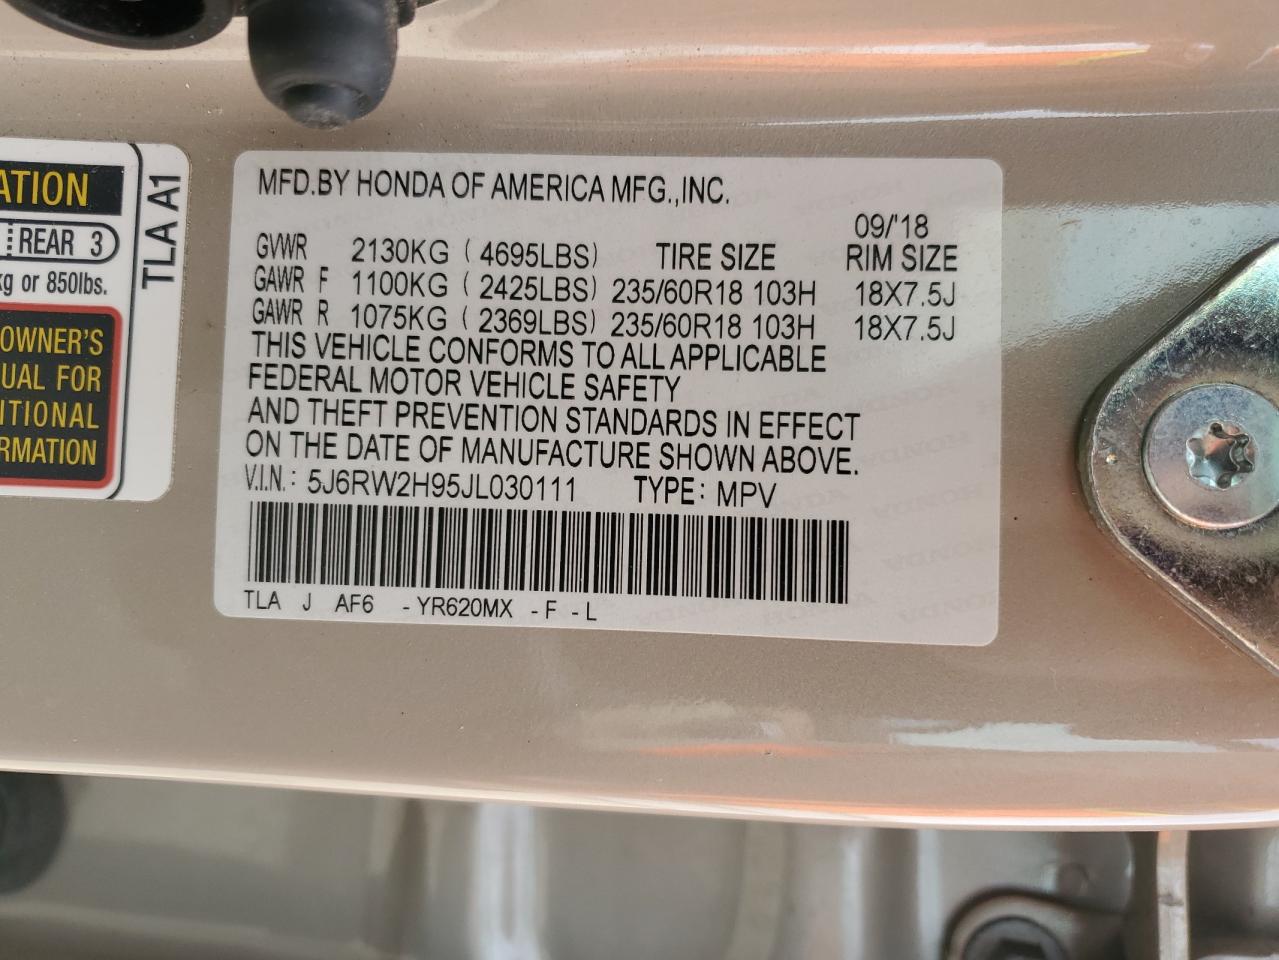 ATION
REAR 3
kg or 850lbs.
OWNER'S
UAL FOR
ITIONAL
RMATION
TLA A1
MFD.BY HONDA OF AMERICA MFG.,INC.
09/'18
GVWR 2130KG ( 4695LBS) TIRE SIZE RIM SIZE
GAWR F 1100KG ( 2425LBS) 235/60R18 103H 18X7.5J
GAWR R 1075KG ( 2369LBS) 235/60R18 103H 18X7.5J
THIS VEHICLE CONFORMS TO ALL APPLICABLE
FEDERAL MOTOR VEHICLE SAFETY
AND THEFT PREVENTION STANDARDS IN EFFECT
ON THE DATE OF MANUFACTURE SHOWN ABOVE.
V.I.N.: 5J6RW2H95JL030111 TYPE: MPV
TLA J AF6 -YR620MX -F -L